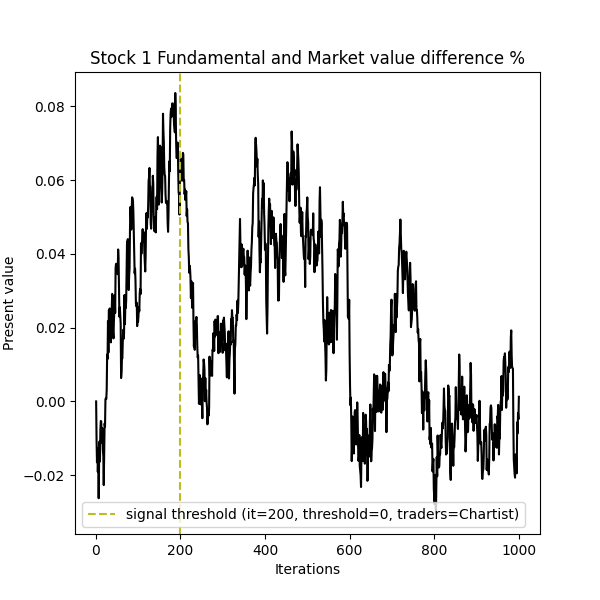 Stock 1 Fundamental and Market value difference %
0.08
0.06
0.04
0.02
0.00
−0.02
Present value
signal threshold (it=200, threshold=0, traders=Chartist)
0 200 400 600 800 1000
Iterations